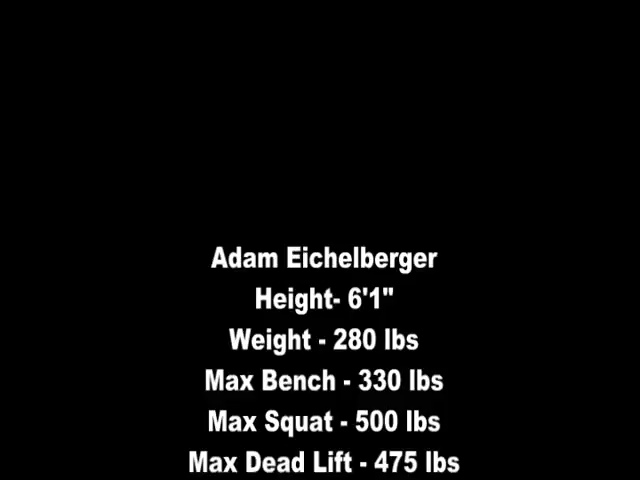 Adam Eichelberger
Height- 6'1"
Weight - 280 lbs
Max Bench - 330 lbs
Max Squat - 500 lbs
Max Dead Lift - 475 lbs